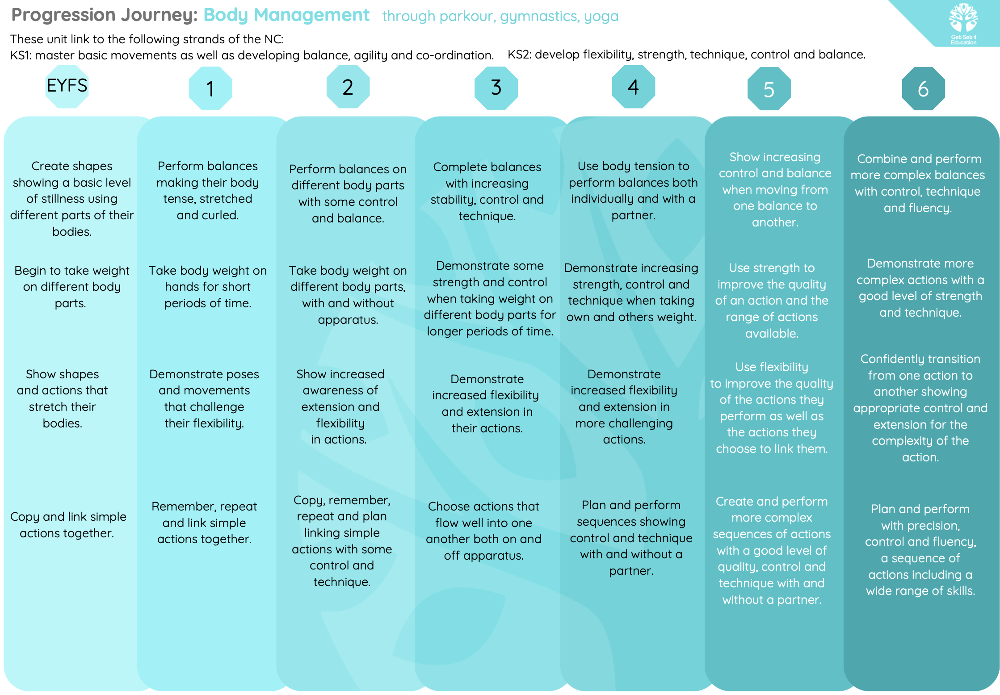 Progression Journey: Body Management through parkour, gymnastics, yoga
Get Set 4
Education
These unit link to the following strands of the NC:
KS1: master basic movements as well as developing balance, agility and co-ordination. KS2: develop flexibility, strength, technique, control and balance.
EYFS
Create shapes
showing a basic level
of stillness using
different parts of their
bodies.
Begin to take weight
on different body
parts.
Show shapes
and actions that
stretch their
bodies.
Copy and link simple
actions together.
1
Perform balances
making their body
tense, stretched
and curled.
Take body weight on
hands for short
periods of time.
Demonstrate poses
and movements
that challenge
their flexibility.
Remember, repeat
and link simple
actions together.
2
Perform balances on
different body parts
with some control
and balance.
Take body weight on
different body parts,
with and without
apparatus.
Show increased
awareness of
extension and
flexibility
in actions.
Copy, remember,
repeat and plan
linking simple
actions with some
control and
technique.
3
Complete balances
with increasing
stability, control and
technique.
Demonstrate some
strength and control
when taking weight on
different body parts for
longer periods of time.
Demonstrate
increased flexibility
and extension in
their actions.
Choose actions that
flow well into one
another both on and
off apparatus.
4
Use body tension to
perform balances both
individually and with a
partner.
Demonstrate increasing
strength, control and
technique when taking
own and others weight.
Demonstrate
increased flexibility
and extension in
more challenging
actions.
Plan and perform
sequences showing
control and technique
with and without a
partner.
5
Show increasing
control and balance
when moving from
one balance to
another.
Use strength to
improve the quality
of an action and the
range of actions
available.
Use flexibility
to improve the quality
of the actions they
perform as well as
the actions they
choose to link them.
Create and perform
more complex
sequences of actions
with a good level of
quality, control and
technique with and
without a partner.
6
Combine and perform
more complex balances
with control, technique
and fluency.
Demonstrate more
complex actions with a
good level of strength
and technique.
Confidently transition
from one action to
another showing
appropriate control and
extension for the
complexity of the
action.
Plan and perform
with precision,
control and fluency,
a sequence of
actions including a
wide range of skills.